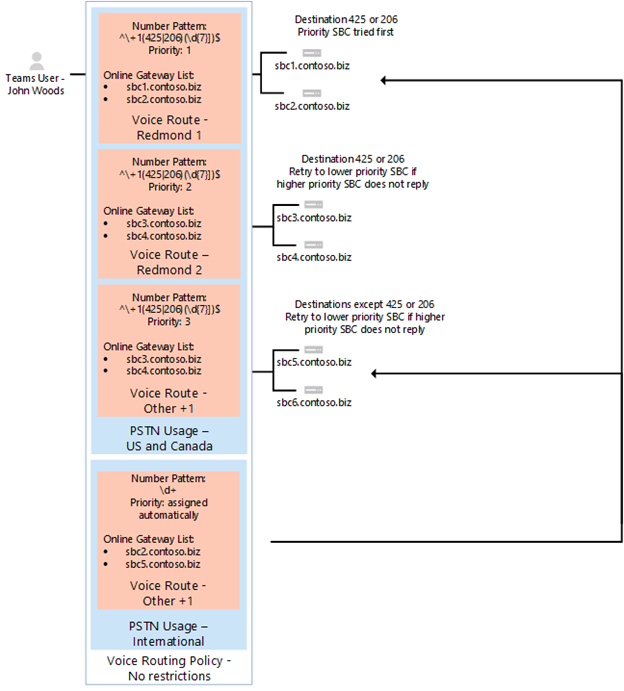 Teams User -
John Woods
Number Pattern:
^\+1(425|206)(\d[7]])$
Priority: 1
Online Gateway List:
• sbc1.contoso.biz
• sbc2.contoso.biz
Voice Route -
Redmond 1
Destination 425 or 206
Priority SBC tried first
sbc1.contoso.biz
sbc2.contoso.biz
Number Pattern:
^\+1(425|206)(\d[7]])$
Priority: 2
Online Gateway List:
• sbc3.contoso.biz
• sbc4.contoso.biz
Voice Route –
Redmond 2
Destination 425 or 206
Retry to lower priority SBC if
higher priority SBC does not reply
sbc3.contoso.biz
sbc4.contoso.biz
Number Pattern:
^\+1(425|206)(\d[7]])$
Priority: 3
Online Gateway List:
• sbc3.contoso.biz
• sbc4.contoso.biz
Voice Route -
Other +1
Destinations except 425 or 206
Retry to lower priority SBC if higher
priority SBC does not reply
sbc5.contoso.biz
sbc6.contoso.biz
PSTN Usage –
US and Canada
Number Pattern:
\d+
Priority: assigned
automatically
Online Gateway List:
• sbc2.contoso.biz
• sbc5.contoso.biz
Voice Route -
Other +1
PSTN Usage –
International
Voice Routing Policy -
No restrictions